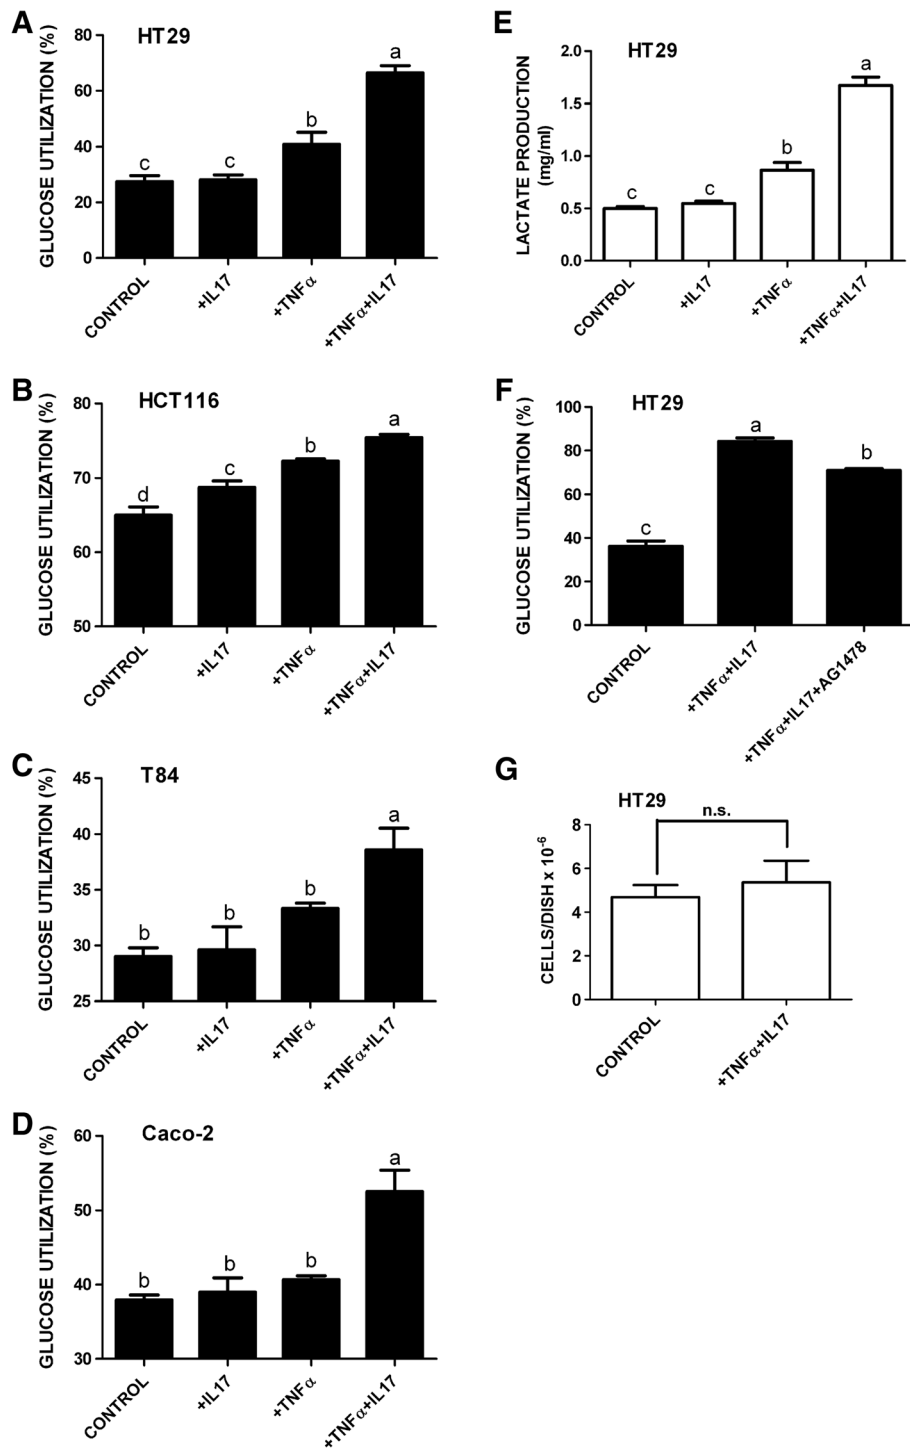 A
HT29
GLUCOSE UTILIZATION (%)
80
60
40
20
0
c
c
b
a
CONTROL
+IL17
+TNFα
+TNFα+IL17
B
HCT116
GLUCOSE UTILIZATION (%)
80
70
60
50
d
c
b
a
CONTROL
+IL17
+TNFα
+TNFα+IL17
C
T84
GLUCOSE UTILIZATION (%)
45
40
35
30
25
b
b
b
a
CONTROL
+IL17
+TNFα
+TNFα+IL17
D
Caco-2
GLUCOSE UTILIZATION (%)
60
50
40
30
b
b
b
a
CONTROL
+IL17
+TNFα
+TNFα+IL17
E
HT29
LACTATE PRODUCTION
(mg/ml)
2.0
1.5
1.0
0.5
0.0
c
c
b
a
CONTROL
+IL17
+TNFα
+TNFα+IL17
F
HT29
GLUCOSE UTILIZATION (%)
100
80
60
40
20
0
c
a
b
CONTROL
+TNFα+IL17
+TNFα+IL17+AG1478
G
HT29
n.s.
CELLS/DISH x 10⁻⁶
8
6
4
2
0
CONTROL
+TNFα+IL17